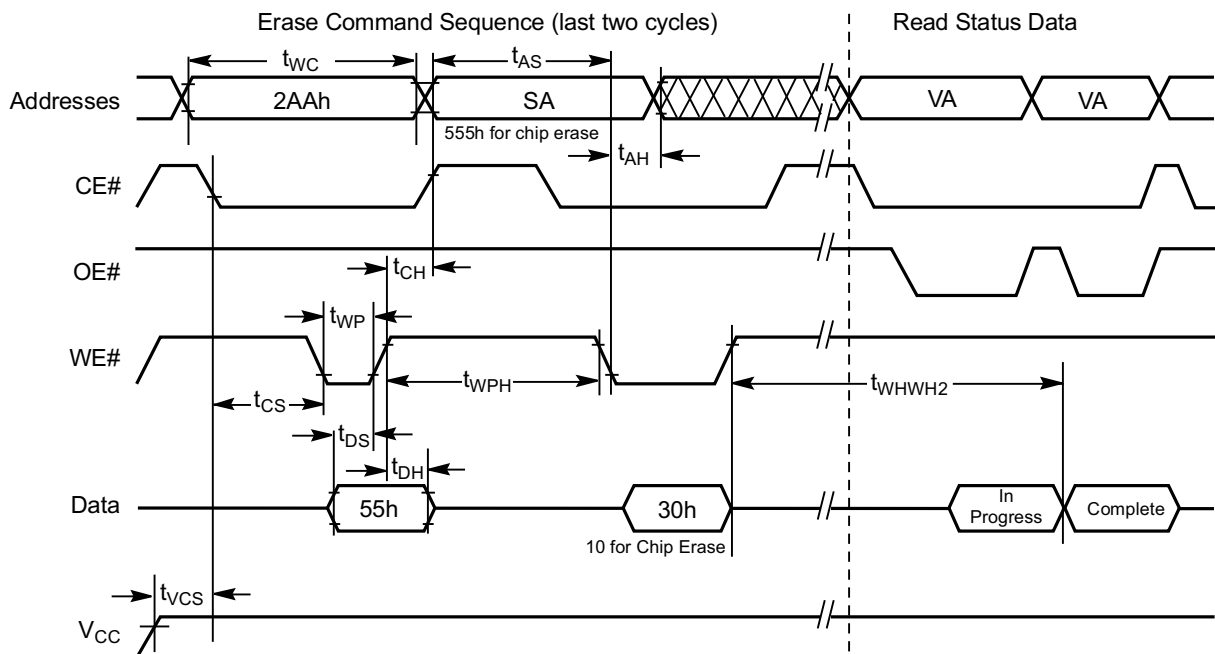 Erase Command Sequence (last two cycles)
Read Status Data
tWC
tAS
Addresses
2AAh
SA
VA
VA
555h for chip erase
tAH
CE#
OE#
tCH
tWP
WE#
tWPH
tWHWH2
tCS
tDS
tDH
Data
55h
30h
In
Progress
Complete
10 for Chip Erase
tVCS
VCC